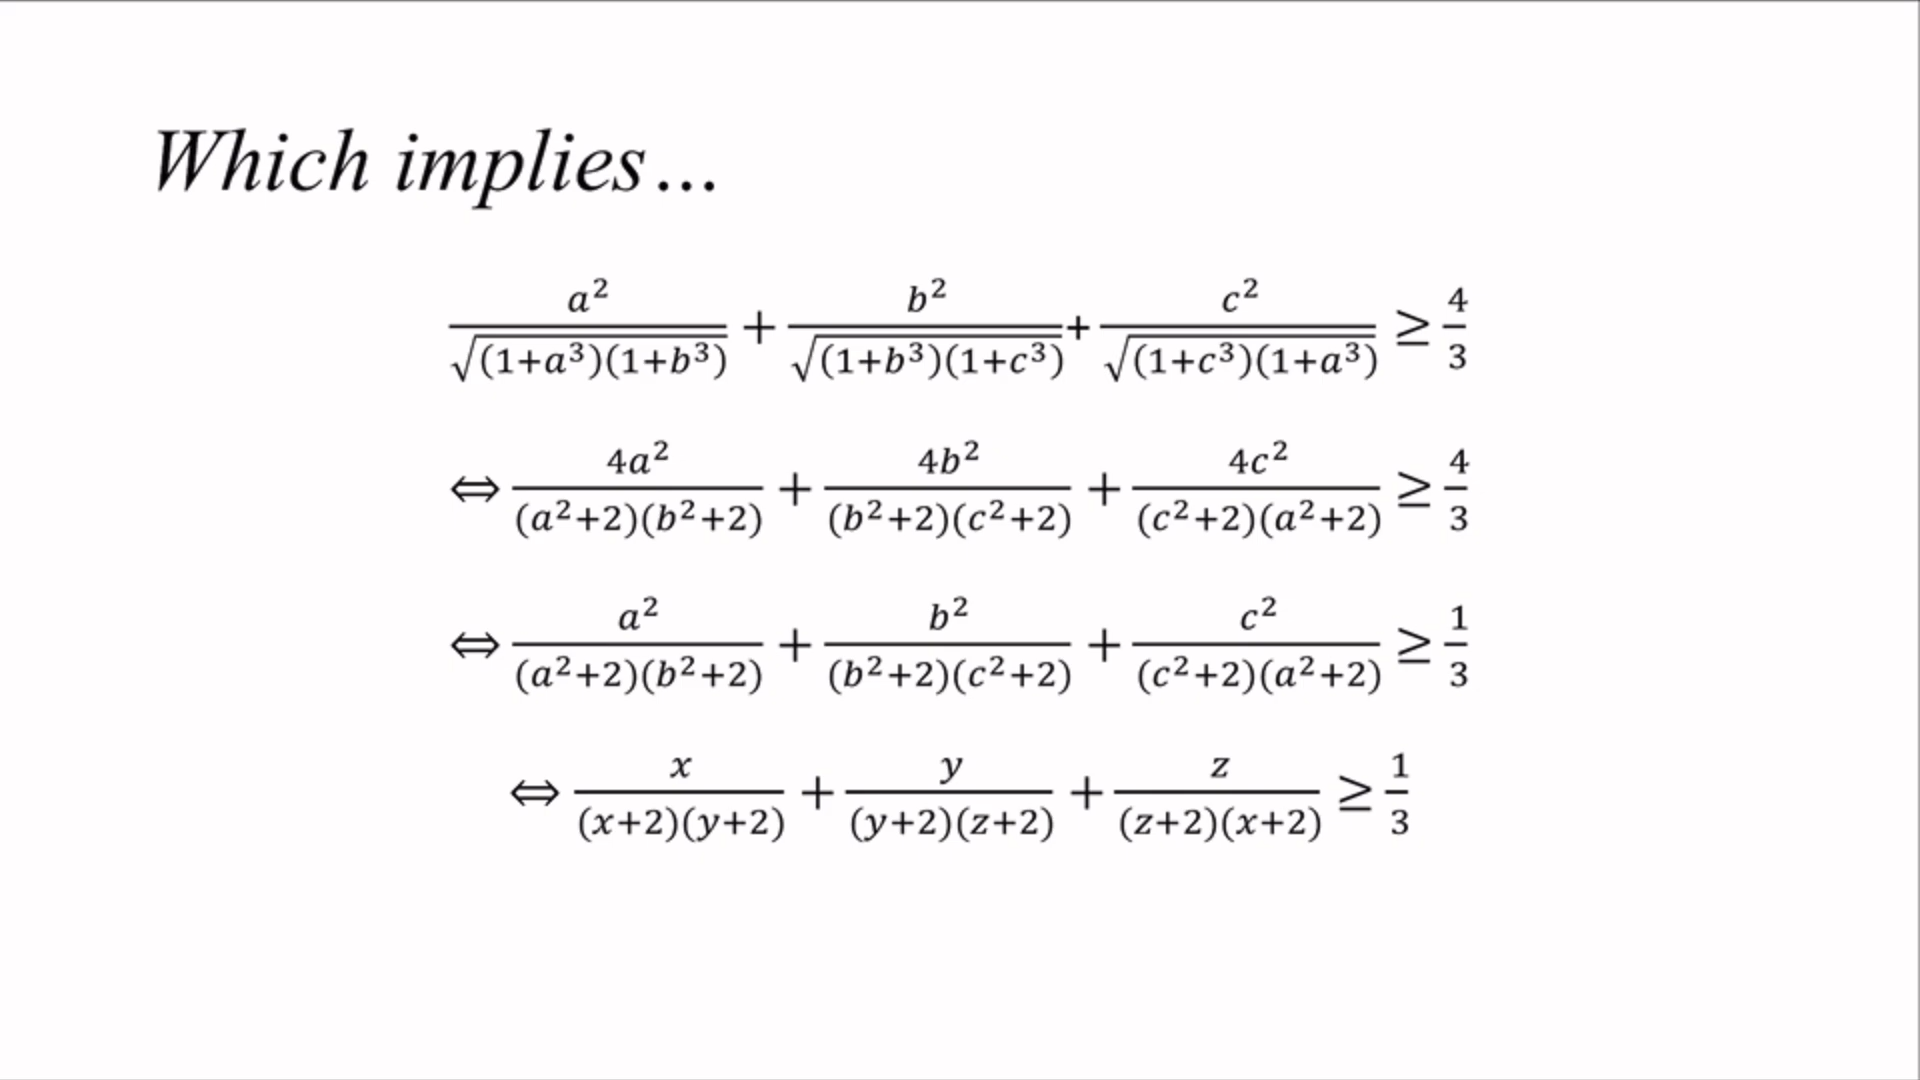 Which implies...
a²/√(1+a³)(1+b³) + b²/√(1+b³)(1+c³) + c²/√(1+c³)(1+a³) ≥ 4/3
⇔ 4a²/(a²+2)(b²+2) + 4b²/(b²+2)(c²+2) + 4c²/(c²+2)(a²+2) ≥ 4/3
⇔ a²/(a²+2)(b²+2) + b²/(b²+2)(c²+2) + c²/(c²+2)(a²+2) ≥ 1/3
⇔ x/(x+2)(y+2) + y/(y+2)(z+2) + z/(z+2)(x+2) ≥ 1/3